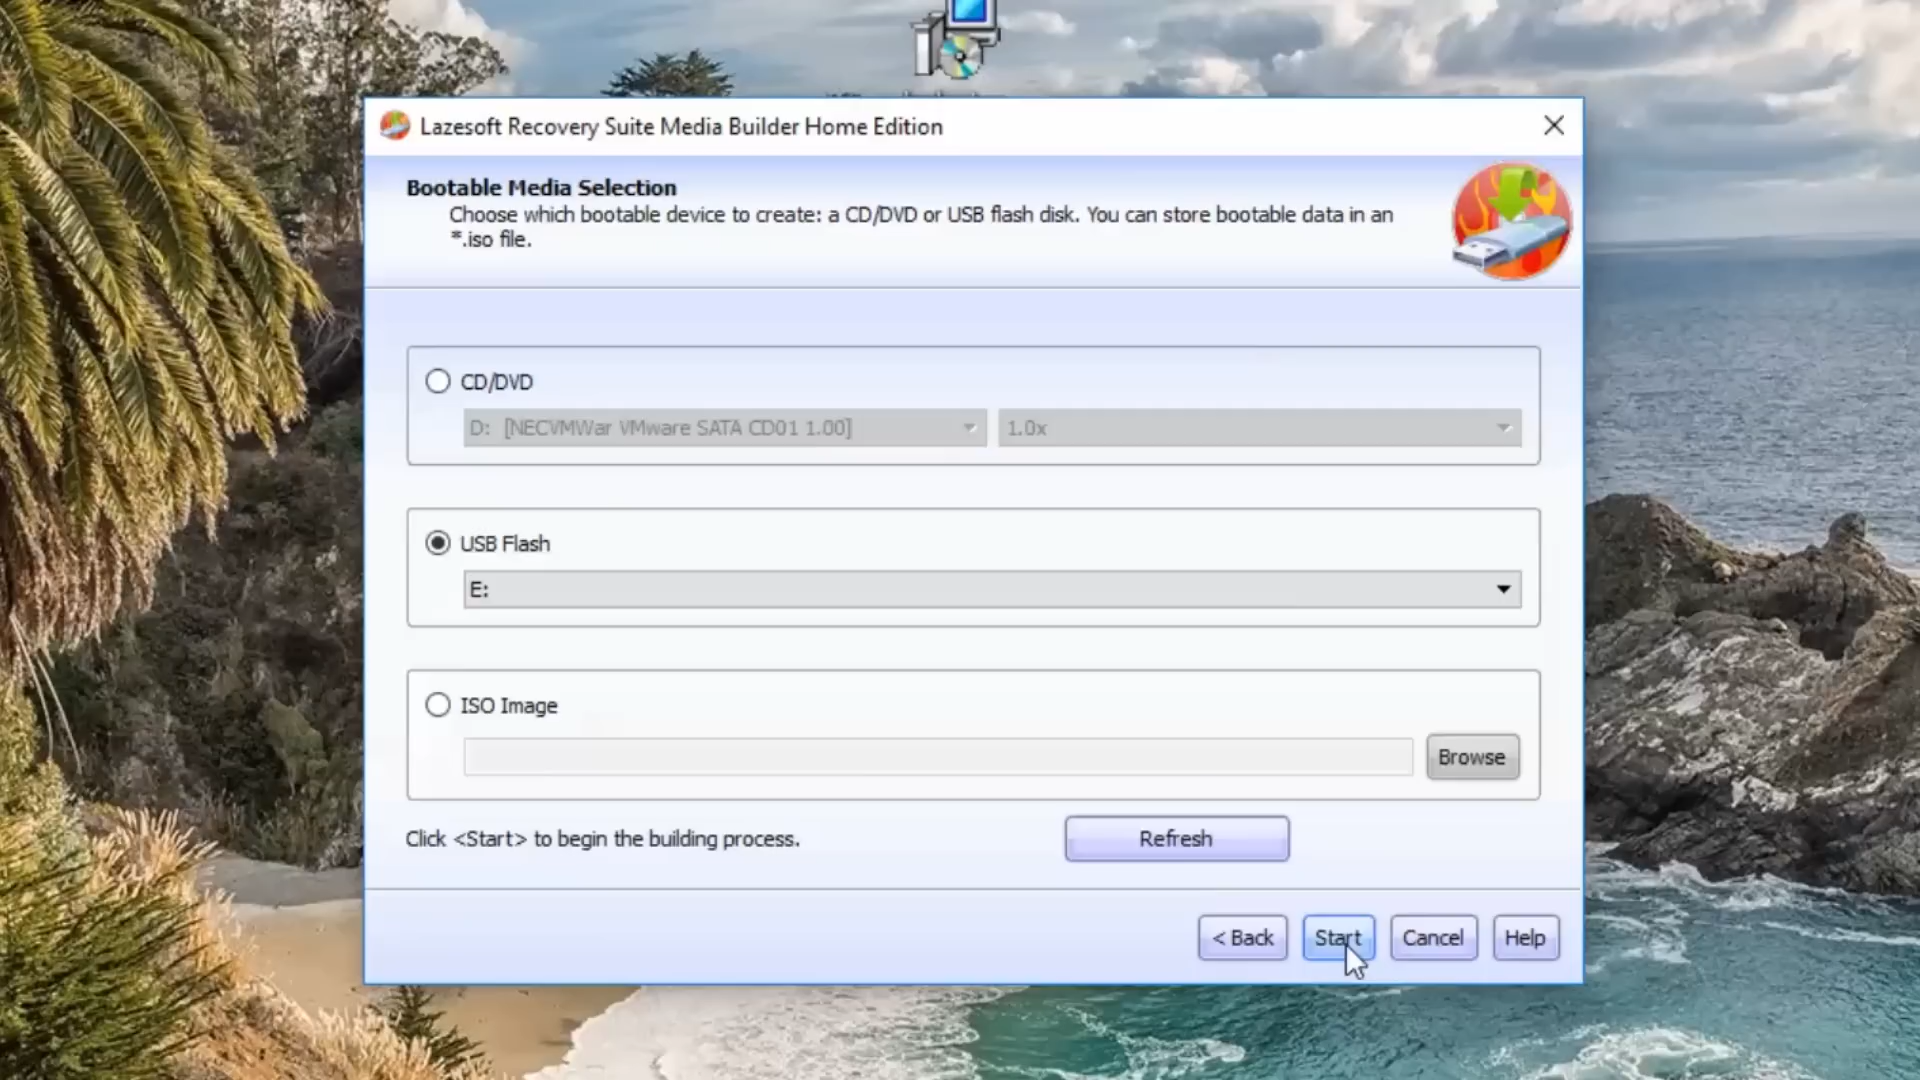 Lazesoft Recovery Suite Media Builder Home Edition
Bootable Media Selection
Choose which bootable device to create: a CD/DVD or USB flash disk. You can store bootable data in an
*.iso file.
CD/DVD
D: [NECVMWar VMware SATA CD01 1.00]
1.0x
USB Flash
E:
ISO Image
Browse
Click <Start> to begin the building process.
Refresh
< Back
Start
Cancel
Help